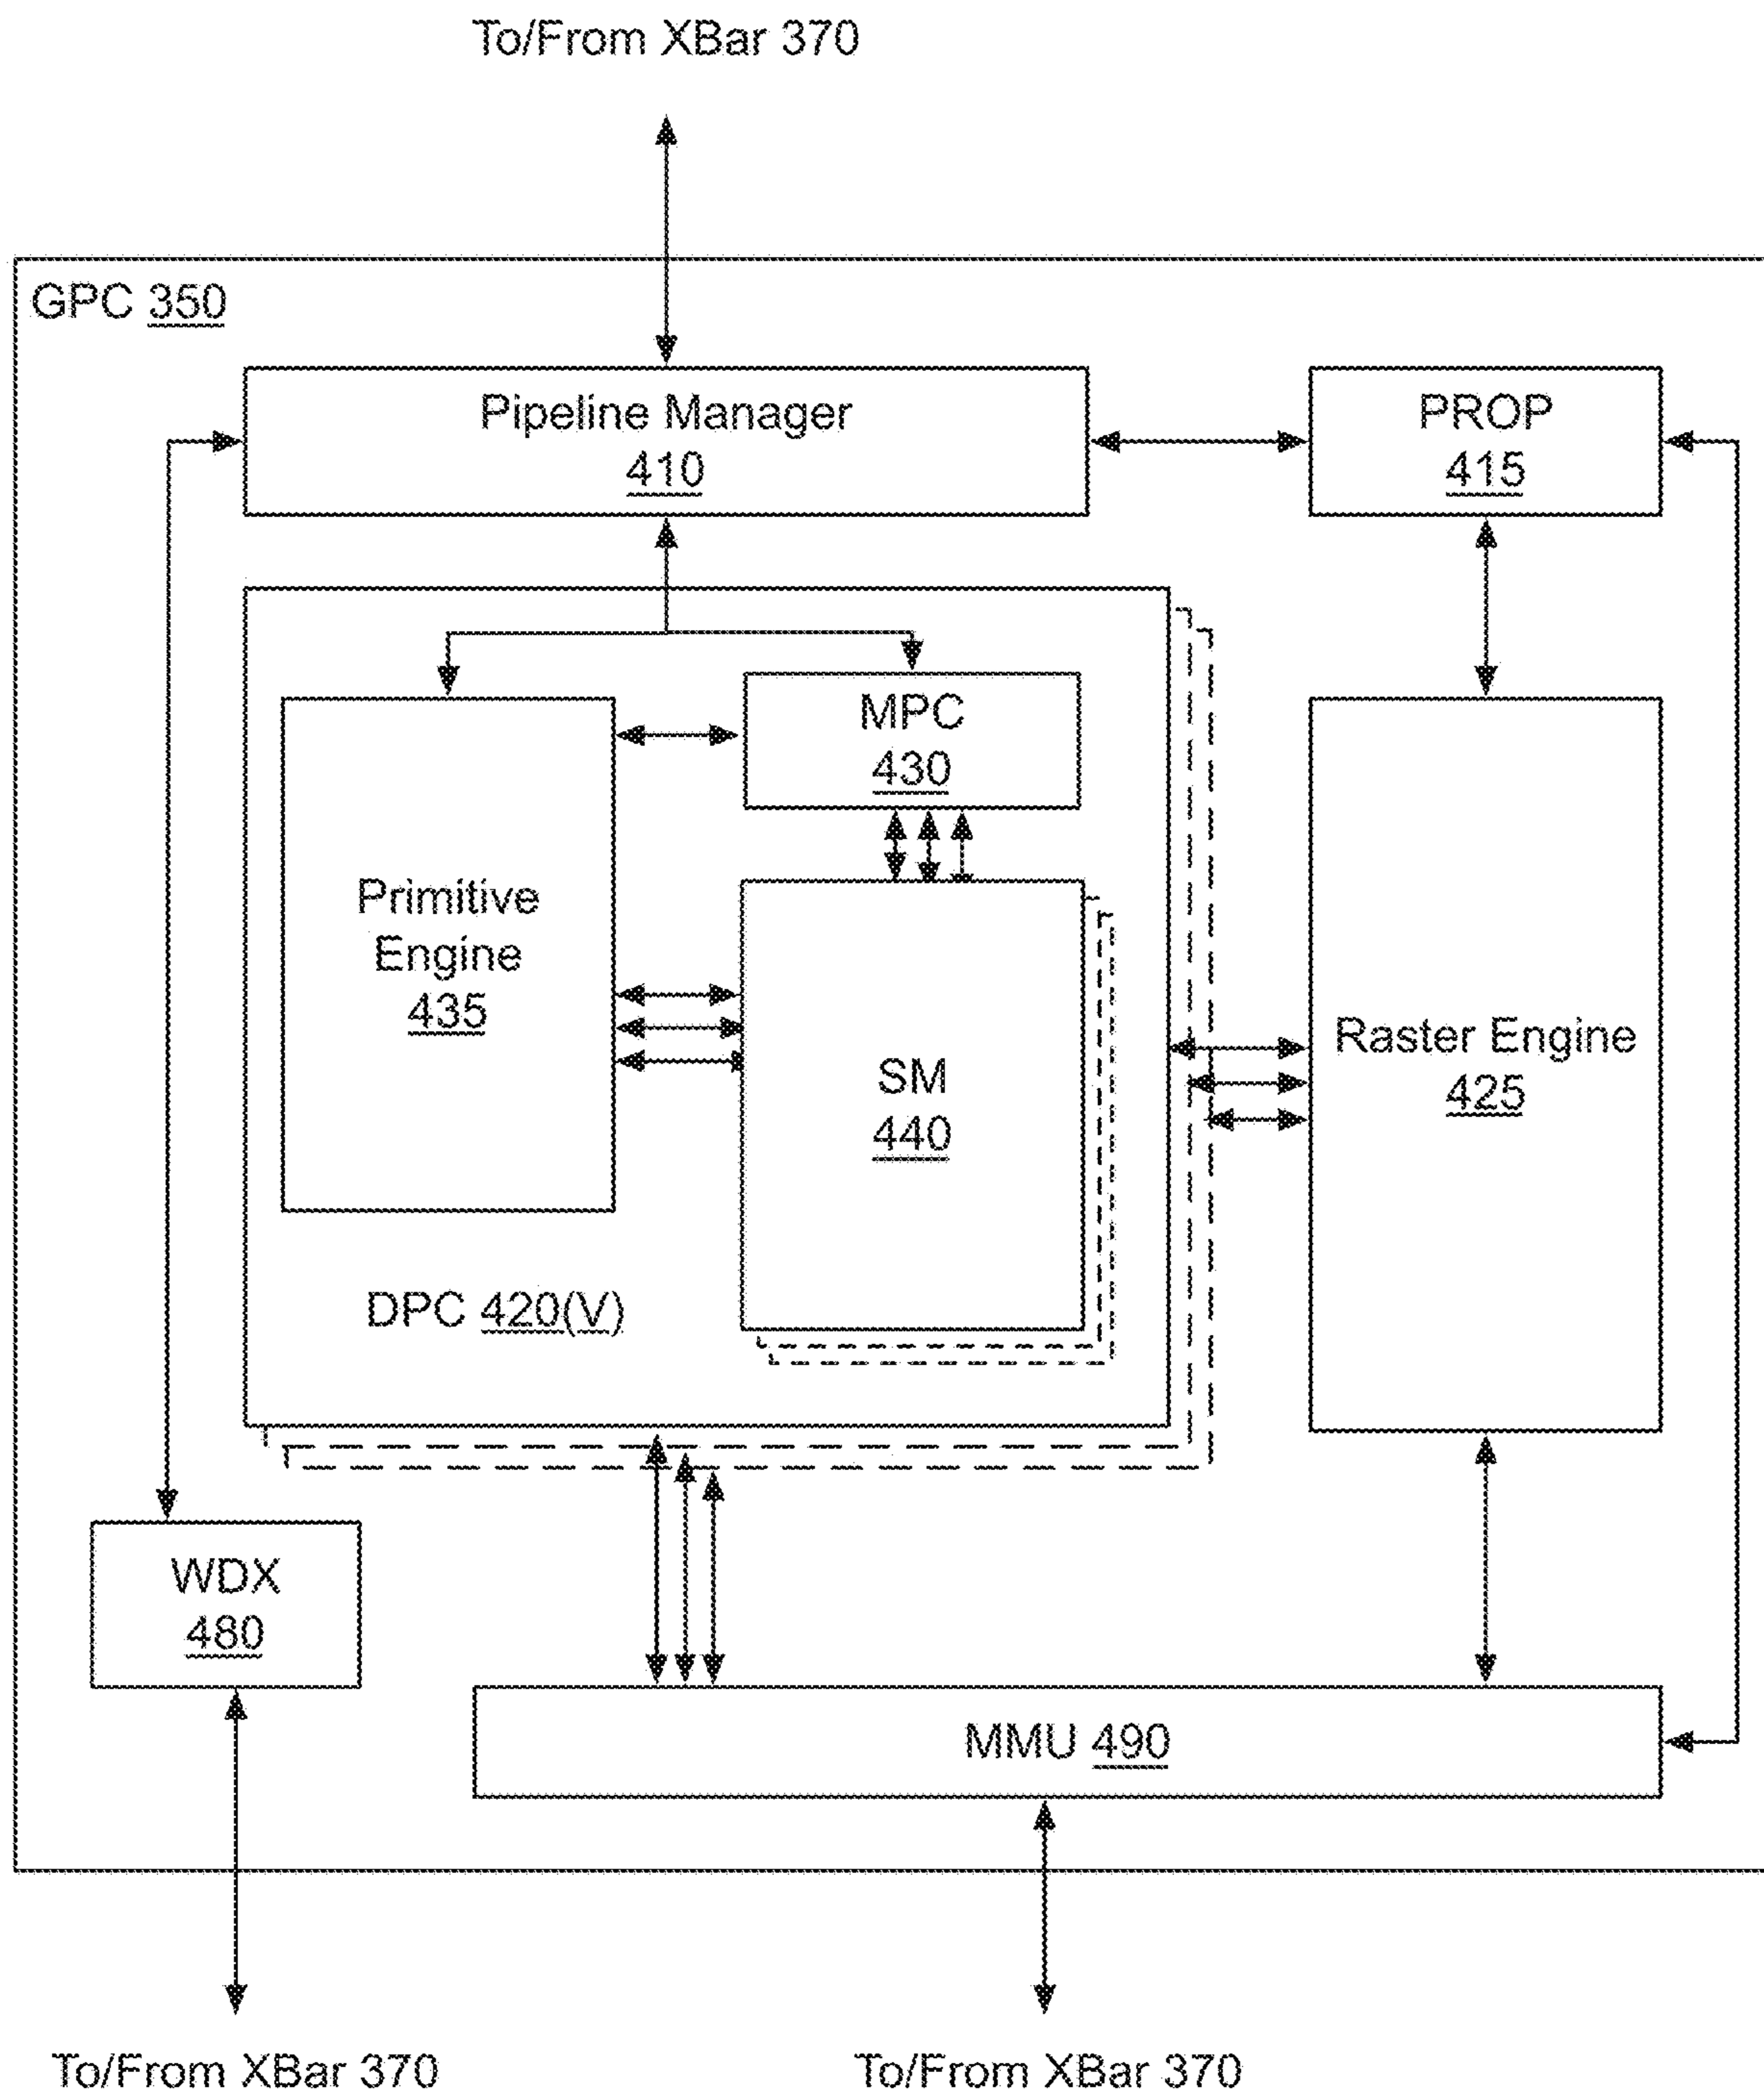 To/From XBar 370
GPC 350
Pipeline Manager
410
PROP
415
MPC
430
Primitive
Engine
435
SM
440
Raster Engine
425
DPC 420(V)
WDX
480
MMU 490
To/From XBar 370
To/From XBar 370